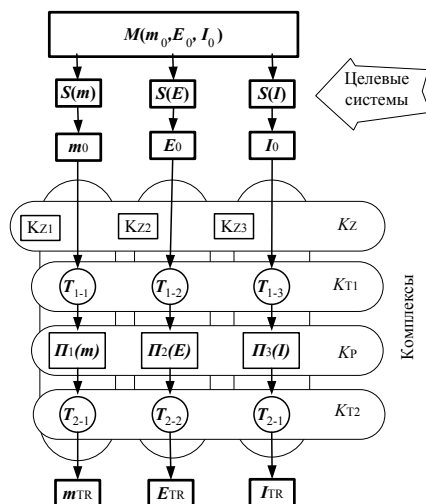 M(m0,E0, I0)
S(m) S(E) S(I)
Целевые
системы
m0 E0 I0
KZ1 KZ2 KZ3 KZ
T1-1 T1-2 T1-3 KT1
П1(m) П2(E) П3(I) KP
T2-1 T2-2 T2-1 KT2
Комплексы
mTR ETR ITR